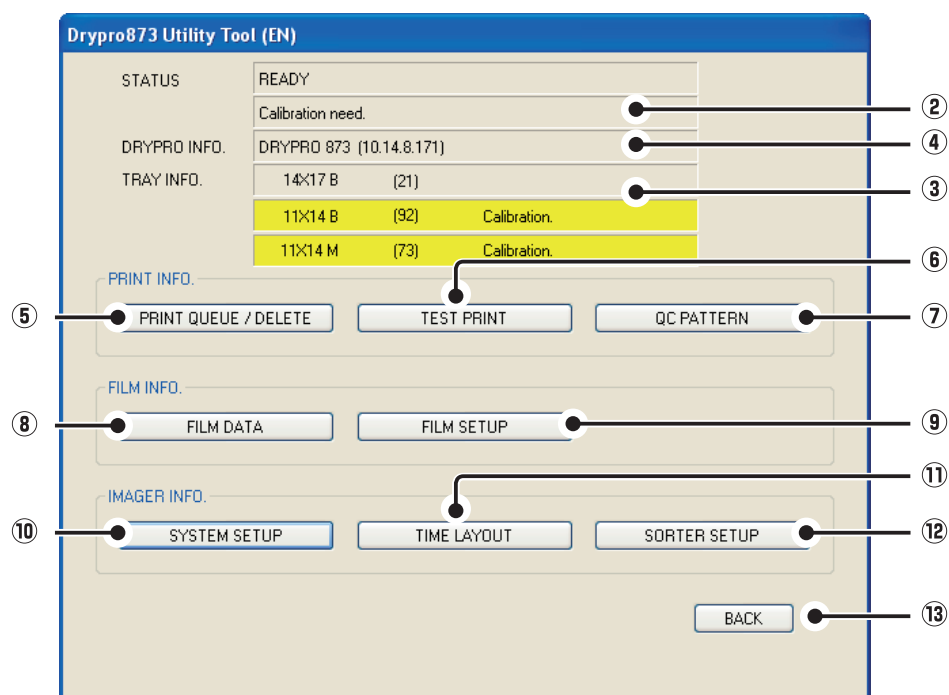 Drypro873 Utility Tool (EN)
STATUS READY
Calibration need. ②
DRYPRO INFO. DRYPRO 873 (10.14.8.171) ④
TRAY INFO. 14X17 B (21) ③
11X14 B (92) Calibration.
11X14 M (73) Calibration.
⑥
PRINT INFO.
⑤ PRINT QUEUE / DELETE TEST PRINT QC PATTERN ⑦
FILM INFO.
⑧ FILM DATA FILM SETUP ⑨
⑪
IMAGER INFO.
⑩ SYSTEM SETUP TIME LAYOUT SORTER SETUP ⑫
BACK ⑬